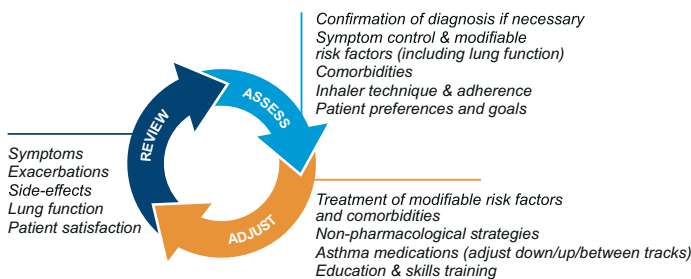 Confirmation of diagnosis if necessary
Symptom control & modifiable
risk factors (including lung function)
Comorbidities
Inhaler technique & adherence
Patient preferences and goals
ASSESS
REVIEW
Symptoms
Exacerbations
Side-effects
Lung function
Patient satisfaction
ADJUST
Treatment of modifiable risk factors
and comorbidities
Non-pharmacological strategies
Asthma medications (adjust down/up/between tracks)
Education & skills training